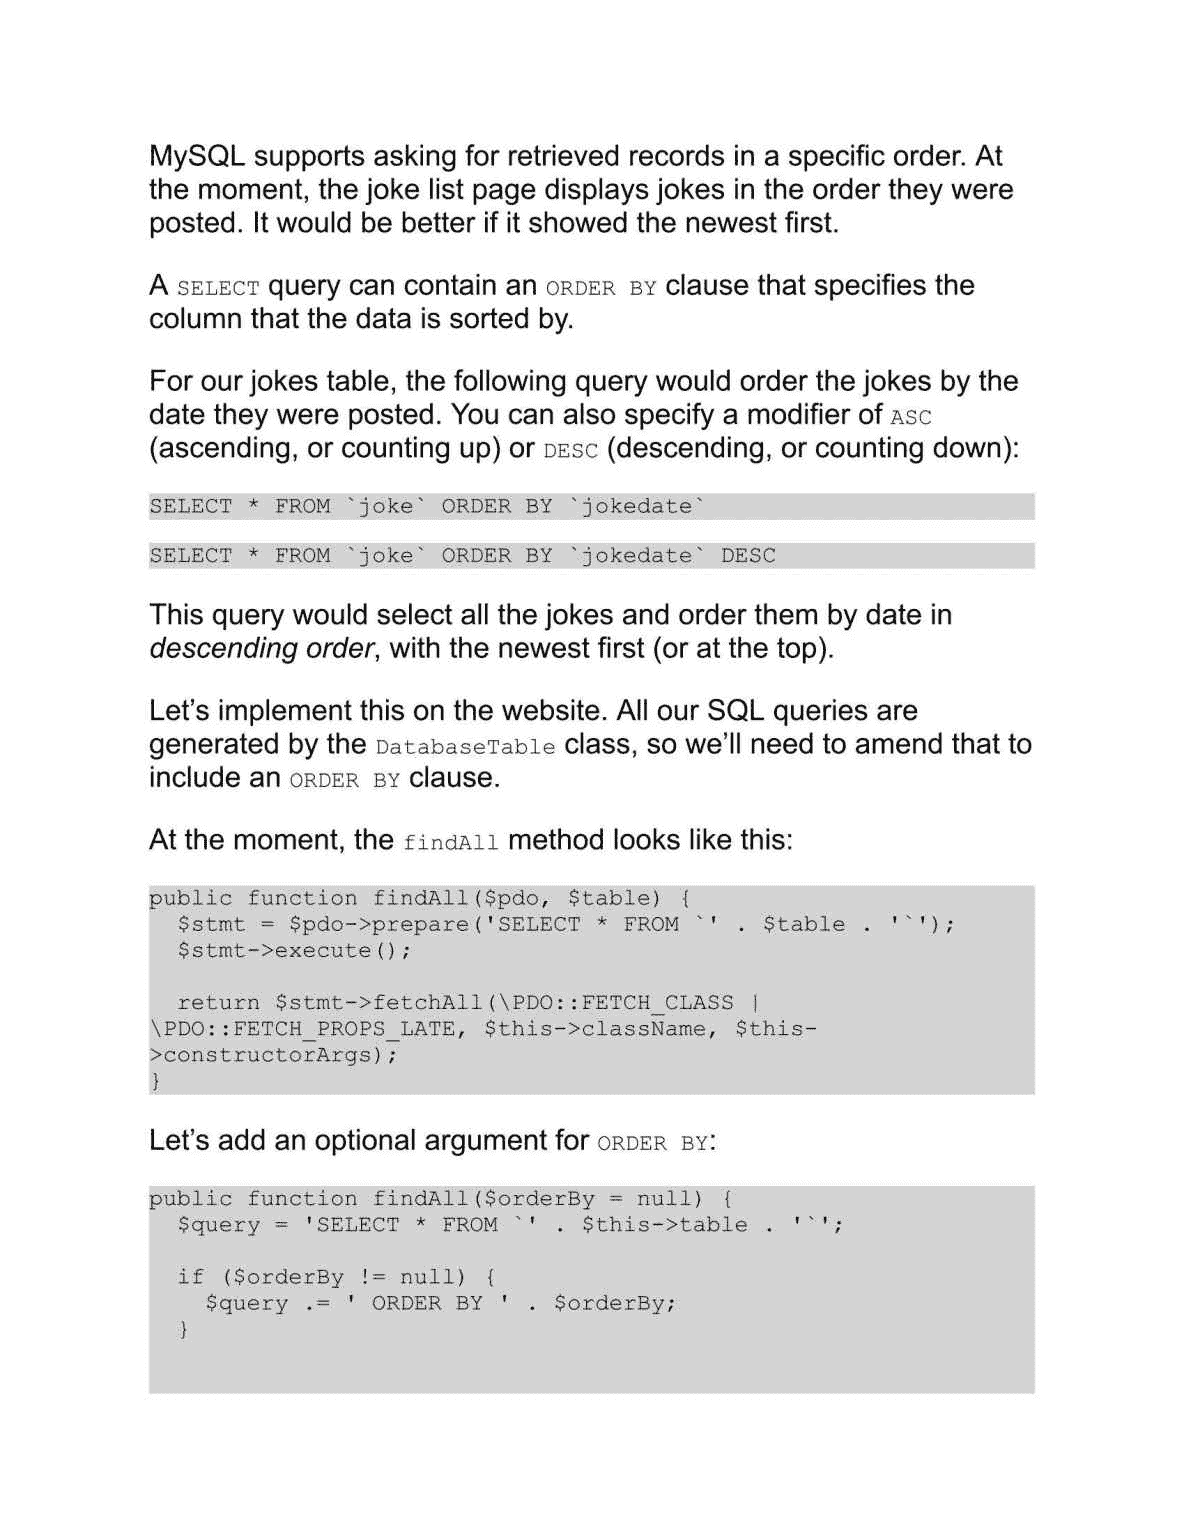 MySQL supports asking for retrieved records in a specific order. At
the moment, the joke list page displays jokes in the order they were
posted. It would be better if it showed the newest first.
A SELECT query can contain an ORDER BY clause that specifies the
column that the data is sorted by.
For our jokes table, the following query would order the jokes by the
date they were posted. You can also specify a modifier of ASC
(ascending, or counting up) or DESC (descending, or counting down):
SELECT * FROM `joke` ORDER BY `jokedate`
SELECT * FROM `joke` ORDER BY `jokedate` DESC
This query would select all the jokes and order them by date in
descending order, with the newest first (or at the top).
Let’s implement this on the website. All our SQL queries are
generated by the DatabaseTable class, so we’ll need to amend that to
include an ORDER BY clause.
At the moment, the findAll method looks like this:
public function findAll($pdo, $table) {
  $stmt = $pdo->prepare('SELECT * FROM `' . $table . '`');
  $stmt->execute();
  return $stmt->fetchAll(\PDO::FETCH_CLASS |
\PDO::FETCH_PROPS_LATE, $this->className, $this-
>constructorArgs);
}
Let’s add an optional argument for ORDER BY:
public function findAll($orderBy = null) {
  $query = 'SELECT * FROM `' . $this->table . '`';
  if ($orderBy != null) {
    $query .= ' ORDER BY ' . $orderBy;
  }